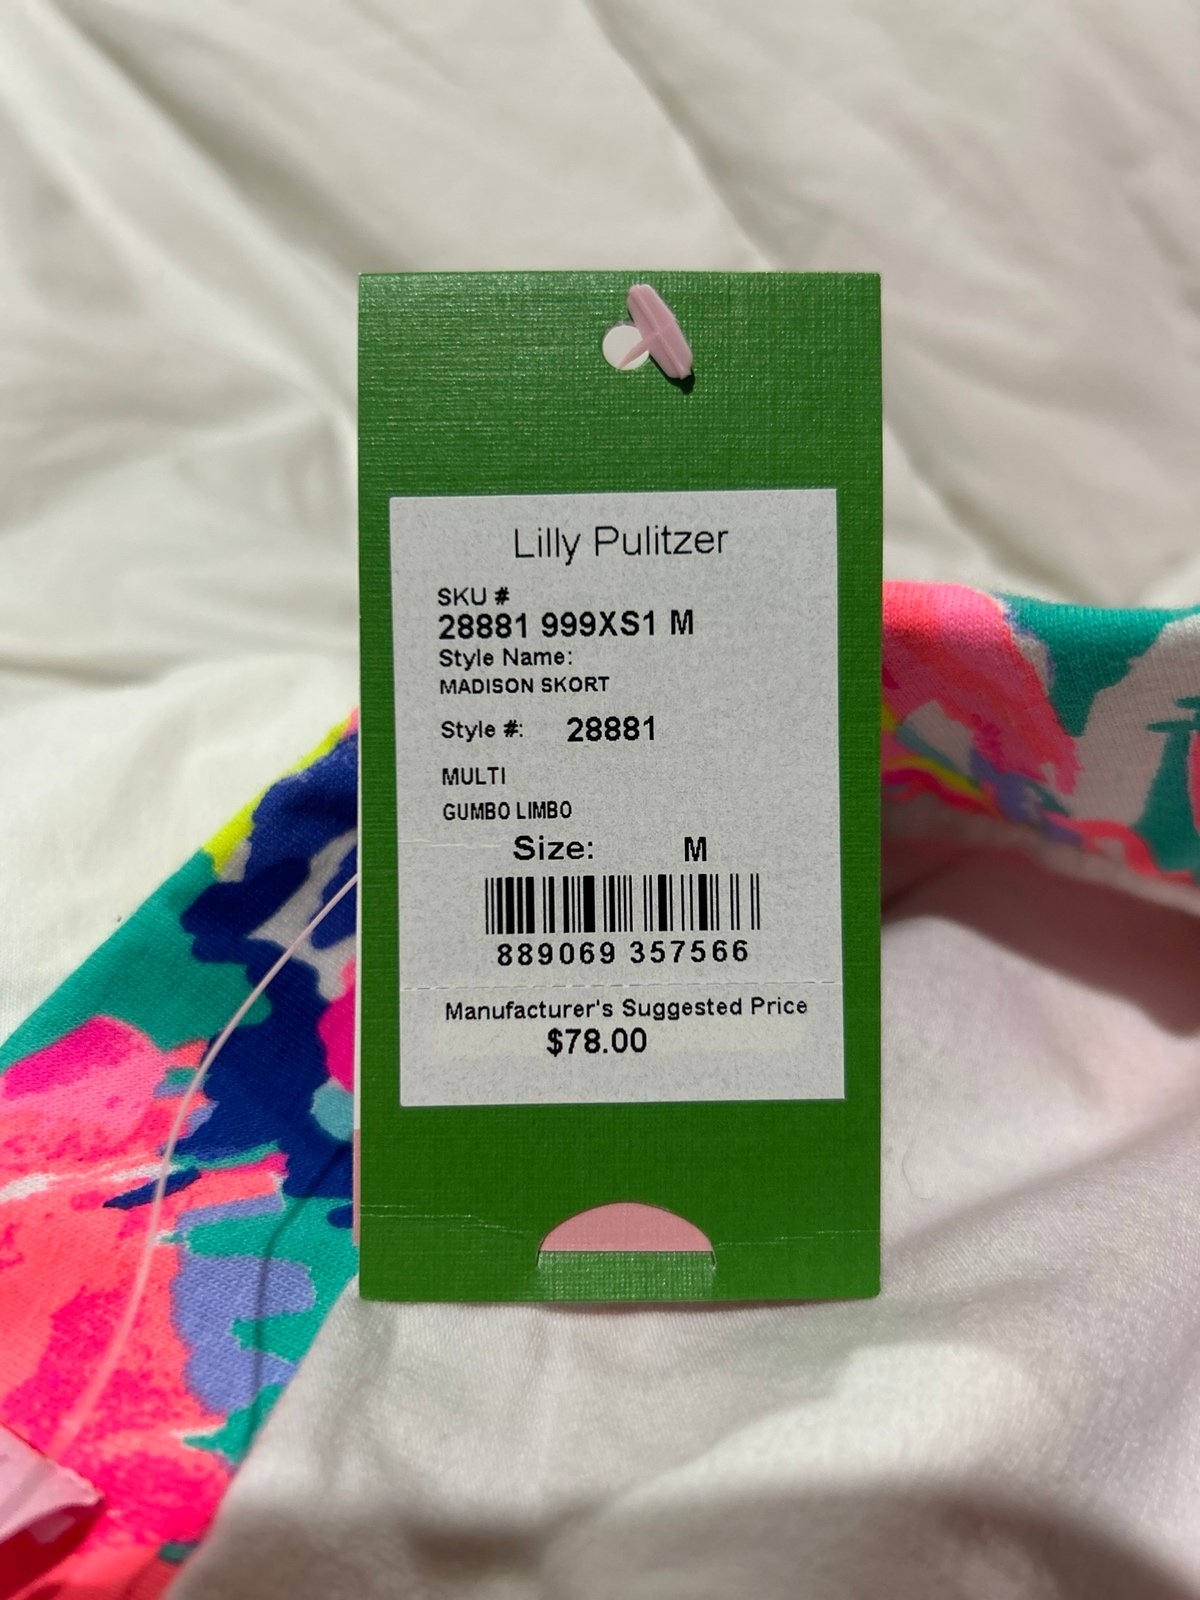 Lilly Pulitzer
SKU #
28881 999XS1 M
Style Name:
MADISON SKORT
Style #: 28881
MULTI
GUMBO LIMBO
Size: M
889069 357566
Manufacturer's Suggested Price
$78.00